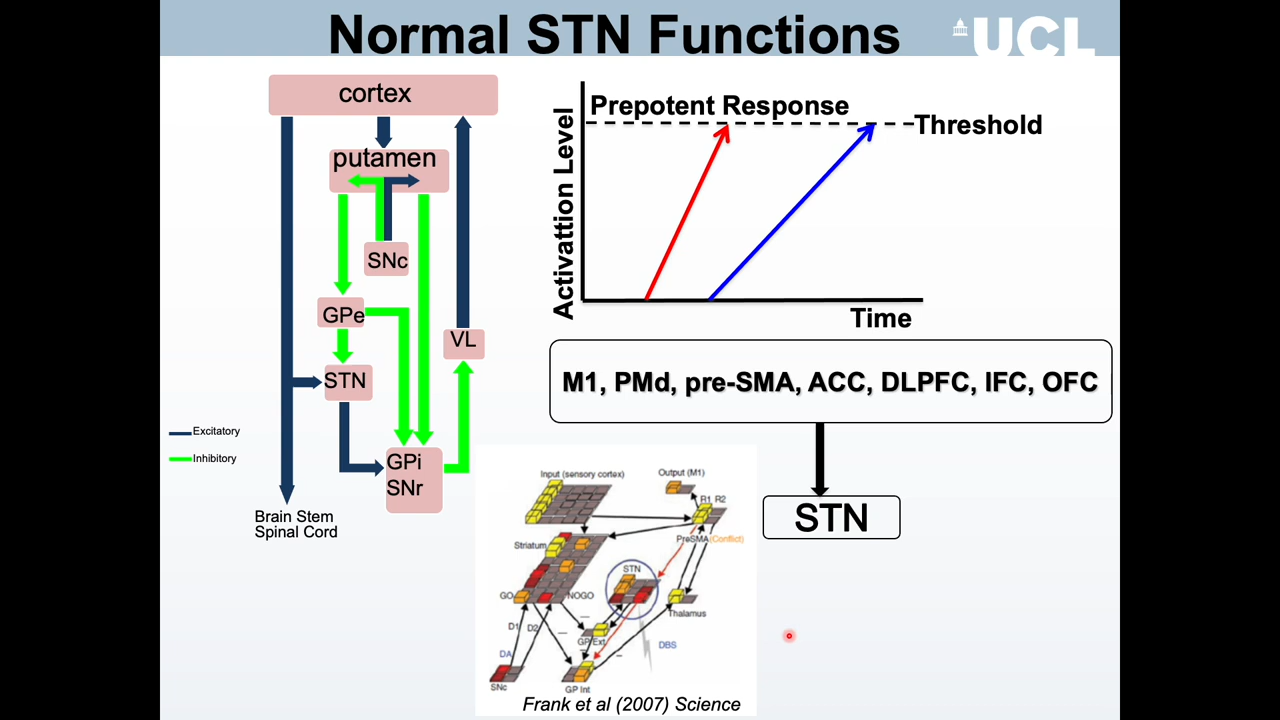 Normal STN Functions
UCL
cortex
putamen
SNc
GPe
VL
STN
GPi
SNr
Excitatory
Inhibitory
Brain Stem
Spinal Cord
Prepotent Response
Threshold
Activattion Level
Time
M1, PMd, pre-SMA, ACC, DLPFC, IFC, OFC
STN
Input (sensory cortex)
Output (M1)
R1 R2
PreSMA (Conflict)
Striatum
STN
GO
NOGO
Thalamus
D1
D2
GP Ext
DBS
DA
SNc
GP Int
Frank et al (2007) Science